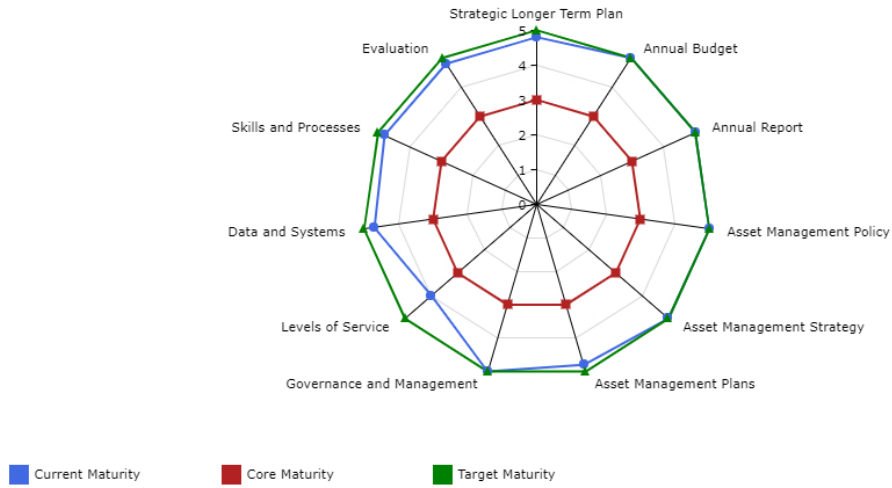 Strategic Longer Term Plan
5
Evaluation
Annual Budget
4
3
Skills and Processes
Annual Report
2
1
0
Data and Systems
Asset Management Policy
Levels of Service
Asset Management Strategy
Governance and Management
Asset Management Plans
Current Maturity
Core Maturity
Target Maturity